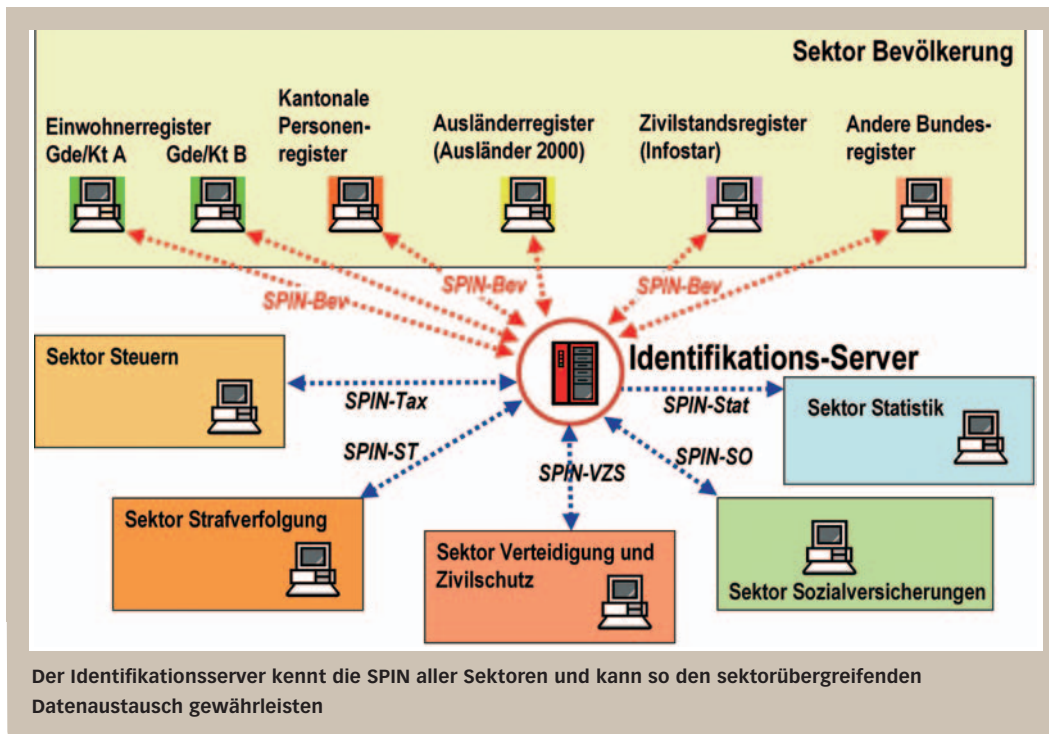 Sektor Bevölkerung
Einwohnerregister
Gde/Kt A Gde/Kt B
Kantonale
Personen-
register
Ausländerregister
(Ausländer 2000)
Zivilstandsregister
(Infostar)
Andere Bundes-
register
SPIN-Bev
SPIN-Bev
SPIN-Bev
Identifikations-Server
Sektor Steuern
SPIN-Tax
SPIN-Stat
Sektor Statistik
SPIN-ST
SPIN-VZS
SPIN-SO
Sektor Strafverfolgung
Sektor Verteidigung und
Zivilschutz
Sektor Sozialversicherungen
Der Identifikationsserver kennt die SPIN aller Sektoren und kann so den sektorübergreifenden
Datenaustausch gewährleisten